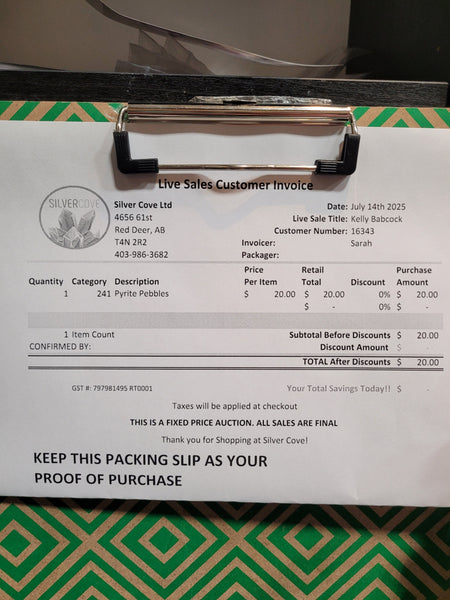 Live Sales Customer Invoice
SILVERCOVE
Silver Cove Ltd
4656 61st
Red Deer, AB
T4N 2R2
403-986-3682
Date: July 14th 2025
Live Sale Title: Kelly Babcock
Customer Number: 16343
Invoicer: Sarah
Packager:
Quantity Category Description Price Per Item Retail Total Discount Purchase Amount
1 241 Pyrite Pebbles $ 20.00 $ 20.00 0% $ 20.00
$ - 0% $ -
1 Item Count Subtotal Before Discounts $ 20.00
CONFIRMED BY: Discount Amount $ -
TOTAL After Discounts $ 20.00
GST #: 797981495 RT0001 Your Total Savings Today!! $ -
Taxes will be applied at checkout
THIS IS A FIXED PRICE AUCTION. ALL SALES ARE FINAL
Thank you for Shopping at Silver Cove!
KEEP THIS PACKING SLIP AS YOUR
PROOF OF PURCHASE